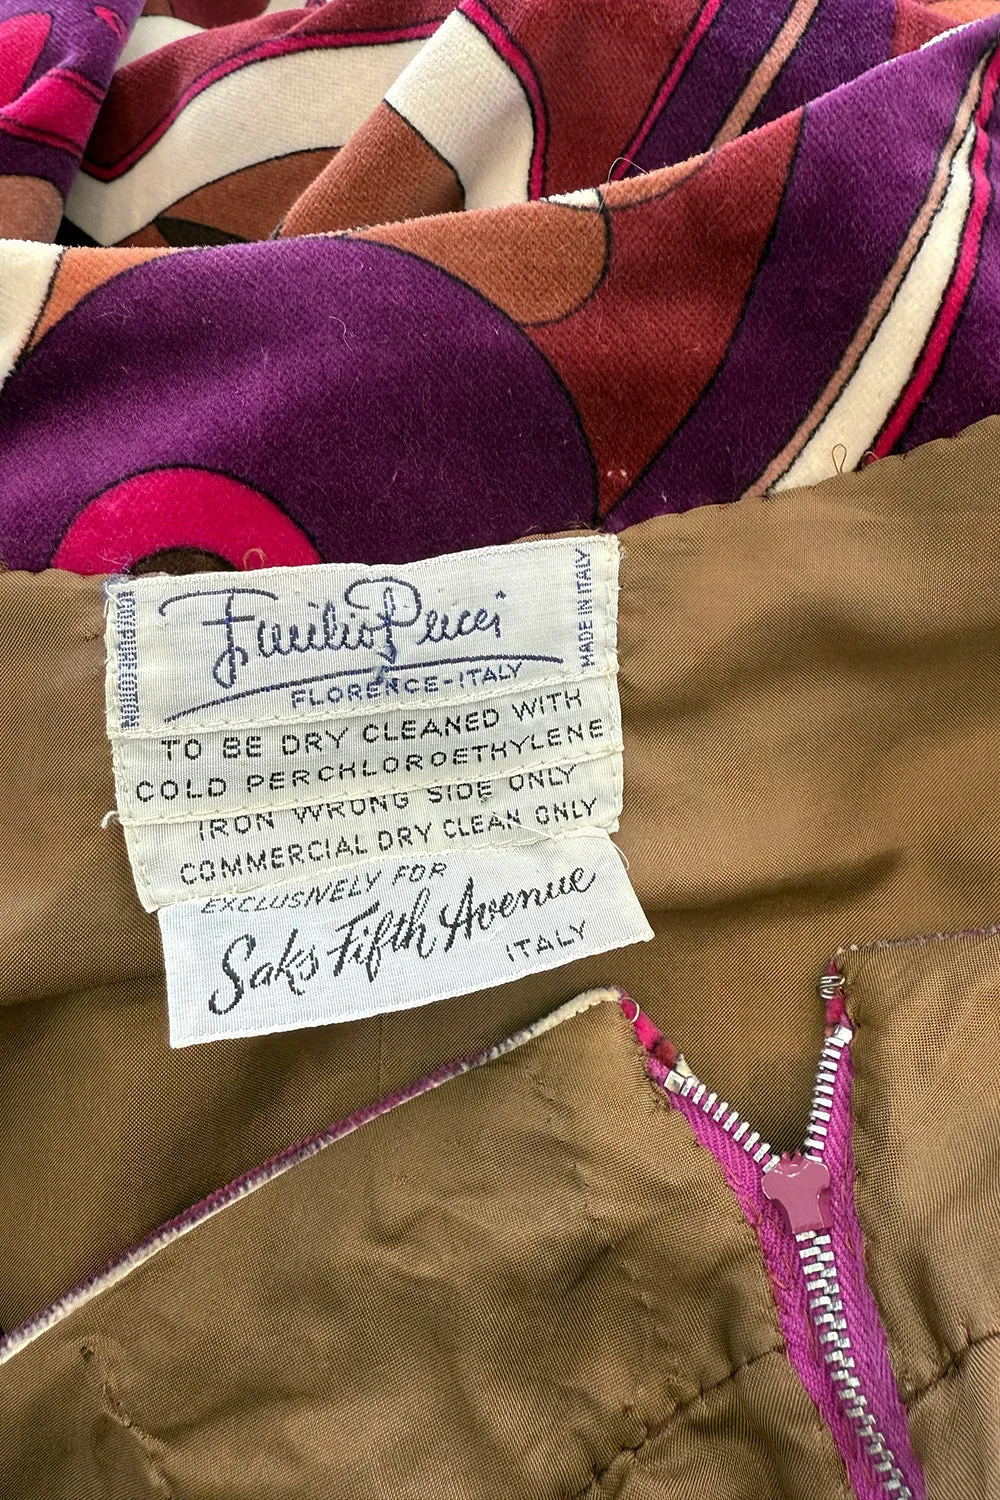 Emilio Pucci
FLORENCE-ITALY
100% PURE COTTON
MADE IN ITALY
TO BE DRY CLEANED WITH
COLD PERCHLOROETHYLENE
IRON WRONG SIDE ONLY
COMMERCIAL DRY CLEAN ONLY
EXCLUSIVELY FOR
Saks Fifth Avenue
ITALY